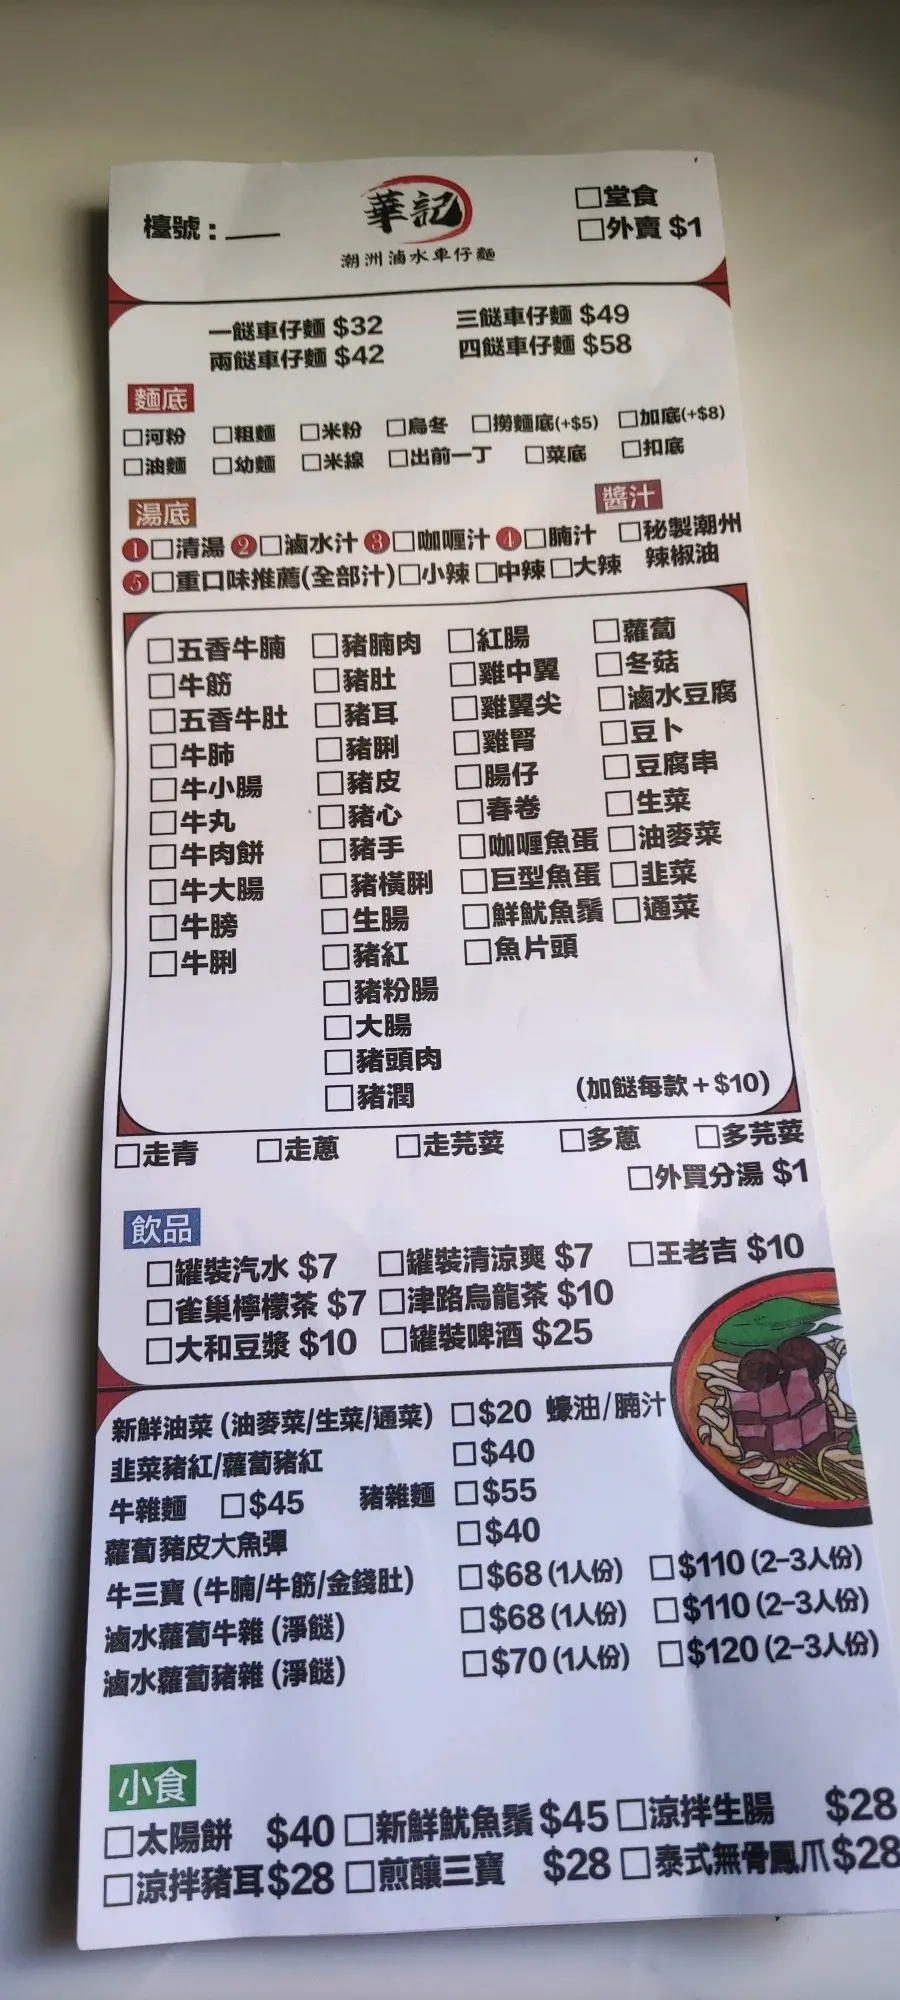 檯號：
華記
潮洲滷水車仔麵
□堂食
□外賣 $1
一餸車仔麵 $32 三餸車仔麵 $49
兩餸車仔麵 $42 四餸車仔麵 $58
麵底
□河粉 □粗麵 □米粉 □烏冬 □撈麵底(+$5) □加底(+$8)
□油麵 □幼麵 □米線 □出前一丁 □菜底 □扣底
湯底 醬汁
❶□清湯 ❷□滷水汁 ❸□咖喱汁 ❹□腩汁 □秘製潮州
❺□重口味推薦(全部汁) □小辣 □中辣 □大辣 辣椒油
□五香牛腩 □豬腩肉 □紅腸 □蘿蔔
□牛筋 □豬肚 □雞中翼 □冬菇
□五香牛肚 □豬耳 □雞翼尖 □滷水豆腐
□牛肺 □豬脷 □雞腎 □豆卜
□牛小腸 □豬皮 □腸仔 □豆腐串
□牛丸 □豬心 □春卷 □生菜
□牛肉餅 □豬手 □咖喱魚蛋 □油麥菜
□牛大腸 □豬橫脷 □巨型魚蛋 □韭菜
□牛膀 □生腸 □鮮魷魚鬚 □通菜
□牛脷 □豬紅 □魚片頭
□豬粉腸
□大腸
□豬頭肉
□豬潤 (加餸每款+$10)
□走青 □走蔥 □走芫荽 □多蔥 □多芫荽
□外買分湯 $1
飲品
□罐裝汽水 $7 □罐裝清涼爽 $7 □王老吉 $10
□雀巢檸檬茶 $7 □津路烏龍茶 $10
□大和豆漿 $10 □罐裝啤酒 $25
新鮮油菜 (油麥菜/生菜/通菜) □$20 蠔油/腩汁
韭菜豬紅/蘿蔔豬紅 □$40
牛雜麵 □$45 豬雜麵 □$55
蘿蔔豬皮大魚彈 □$40
牛三寶 (牛腩/牛筋/金錢肚) □$68 (1人份) □$110 (2-3人份)
滷水蘿蔔牛雜 (淨餸) □$68 (1人份) □$110 (2-3人份)
滷水蘿蔔豬雜 (淨餸) □$70 (1人份) □$120 (2-3人份)
小食
□太陽餅 $40 □新鮮魷魚鬚 $45 □涼拌生腸 $28
□涼拌豬耳 $28 □煎釀三寶 $28 □泰式無骨鳳爪 $28